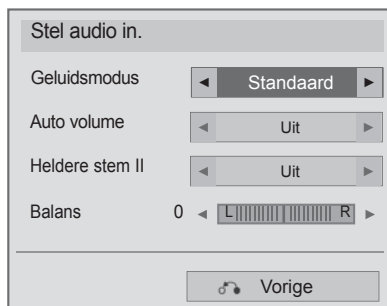 Stel audio in.
Geluidsmodus ◄ Standaard ►
Auto volume ◄ Uit ►
Heldere stem II ◄ Uit ►
Balans 0 ◄ L R ►
Vorige